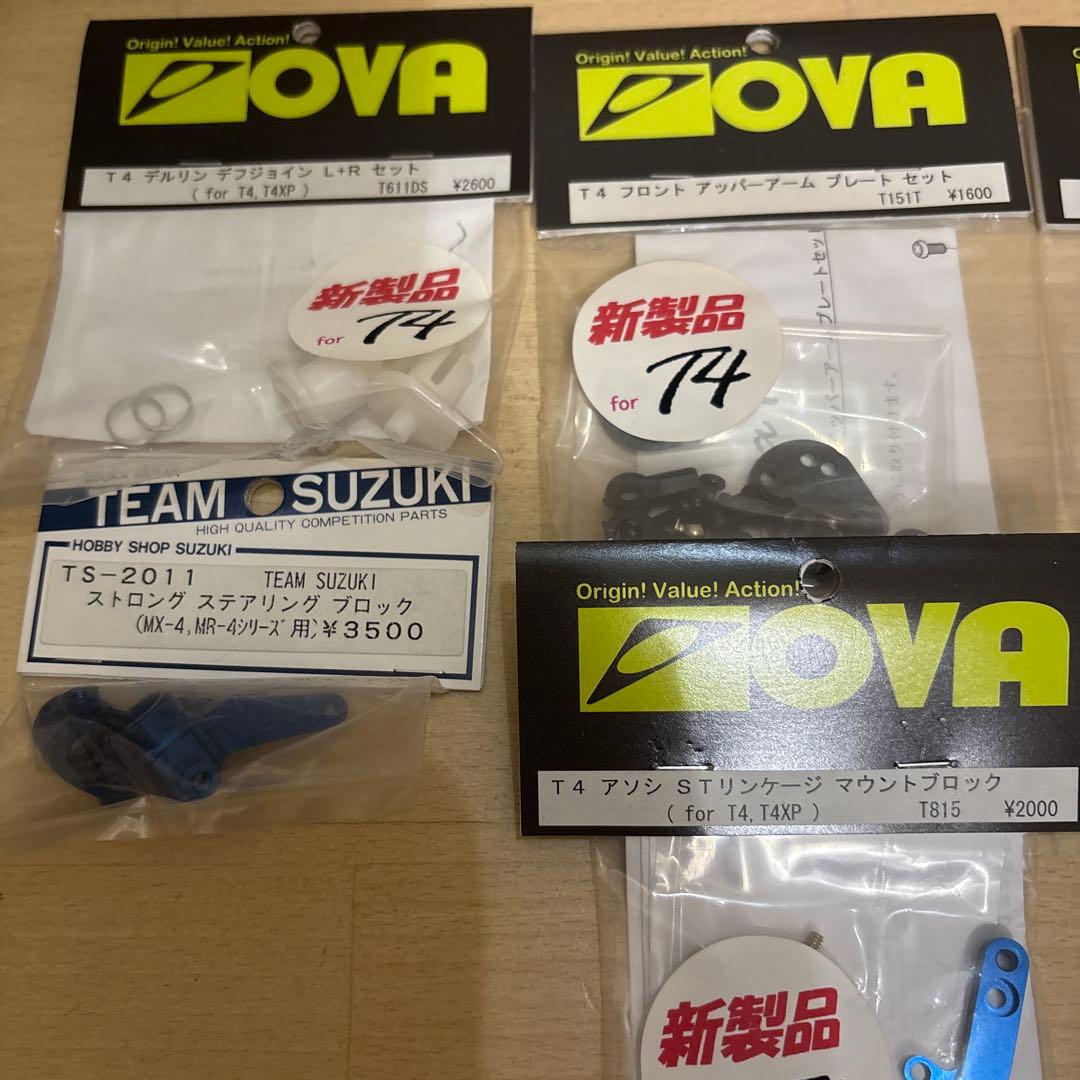 Origin! Value! Action!
OVA
T4 デルリン デフジョイン L+R セット
( for T4,T4XP ) T611DS ¥2600
新製品
for T4
Origin! Value! Action!
OVA
T4 フロント アッパーアーム プレート セット
T151T ¥1600
新製品
for T4
TEAM SUZUKI
HIGH QUALITY COMPETITION PARTS
HOBBY SHOP SUZUKI
TS-2011 TEAM SUZUKI
ストロング ステアリング ブロック
(MX-4,MR-4シリーズ用)¥3500
Origin! Value! Action!
OVA
T4 アソシ STリンケージ マウントブロック
( for T4,T4XP ) T815 ¥2000
新製品